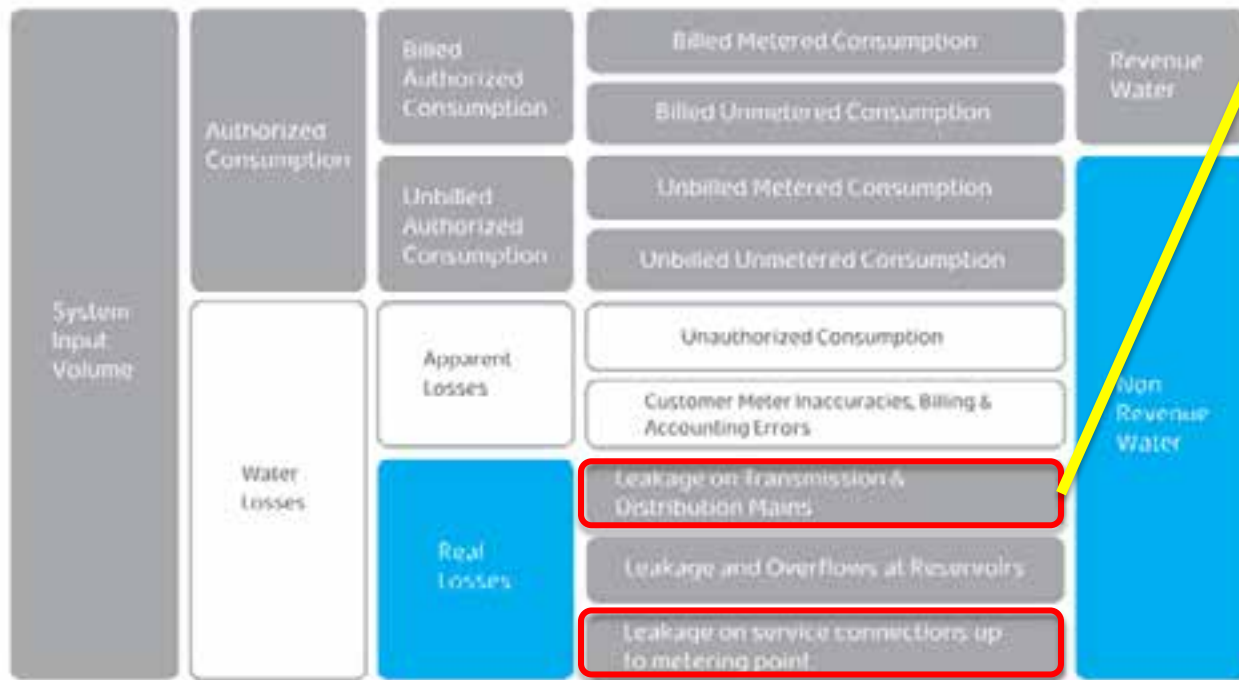 System
Input
Volume
Authorized
Consumption
Water
Losses
Billed
Authorized
Consumption
Unbilled
Authorized
Consumption
Apparent
Losses
Real
Losses
Billed Metered Consumption
Billed Unmetered Consumption
Unbilled Metered Consumption
Unbilled Unmetered Consumption
Unauthorized Consumption
Customer Meter Inaccuracies, Billing &
Accounting Errors
Leakage on Transmission &
Distribution Mains
Leakage and Overflows at Reservoirs
Leakage on service connections up
to metering point
Revenue
Water
Non
Revenue
Water